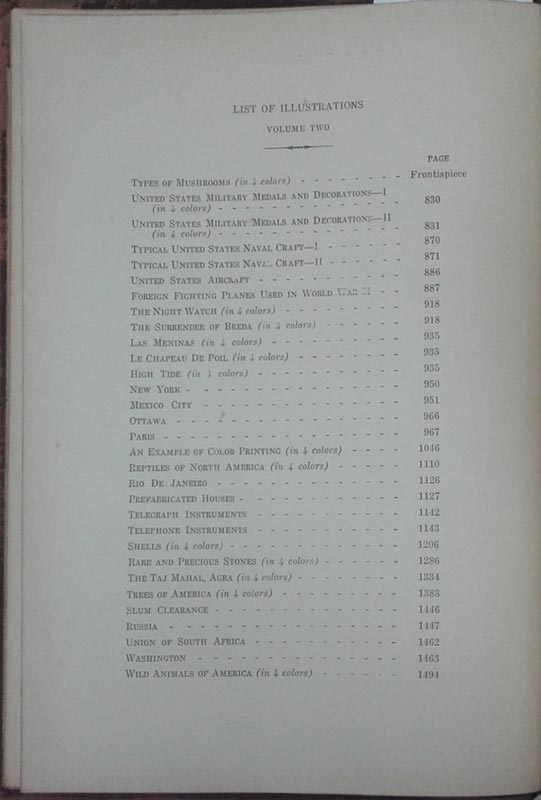 LIST OF ILLUSTRATIONS
VOLUME TWO
PAGE
TYPES OF MUSHROOMS (in 4 colors) - - - - - - - Frontispiece
UNITED STATES MILITARY MEDALS AND DECORATIONS—I
(in 4 colors) - - - - - - - - - - - - - 830
UNITED STATES MILITARY MEDALS AND DECORATIONS—II
(in 4 colors) - - - - - - - - - - - - - 831
TYPICAL UNITED STATES NAVAL CRAFT—I - - - - - - 870
TYPICAL UNITED STATES NAVAL CRAFT—II - - - - - - 871
UNITED STATES AIRCRAFT - - - - - - - - - - 886
FOREIGN FIGHTING PLANES USED IN WORLD WAR II - - 887
THE NIGHT WATCH (in 4 colors) - - - - - - - - 918
THE SURRENDER OF BREDA (in 4 colors) - - - - - - 918
LAS MENINAS (in 4 colors) - - - - - - - - - 935
LE CHAPEAU DE POIL (in 4 colors) - - - - - - - 935
HIGH TIDE (in 4 colors) - - - - - - - - - - 935
NEW YORK - - - - - - - - - - - - - - - 950
MEXICO CITY - - - - - - - - - - - - - - 951
OTTAWA - - - - - - - - - - - - - - - - 966
PARIS - - - - - - - - - - - - - - - - - 967
AN EXAMPLE OF COLOR PRINTING (in 4 colors) - - - - 1046
REPTILES OF NORTH AMERICA (in 4 colors) - - - - - 1110
RIO DE JANEIRO - - - - - - - - - - - - - 1126
PREFABRICATED HOUSES - - - - - - - - - - - 1127
TELEGRAPH INSTRUMENTS - - - - - - - - - - 1142
TELEPHONE INSTRUMENTS - - - - - - - - - - 1143
SHELLS (in 4 colors) - - - - - - - - - - - - 1206
RARE AND PRECIOUS STONES (in 4 colors) - - - - - - 1286
THE TAJ MAHAL, AGRA (in 4 colors) - - - - - - - 1334
TREES OF AMERICA (in 4 colors) - - - - - - - - 1383
SLUM CLEARANCE - - - - - - - - - - - - - 1446
RUSSIA - - - - - - - - - - - - - - - - 1447
UNION OF SOUTH AFRICA - - - - - - - - - - 1462
WASHINGTON - - - - - - - - - - - - - - 1463
WILD ANIMALS OF AMERICA (in 4 colors) - - - - - - 1494